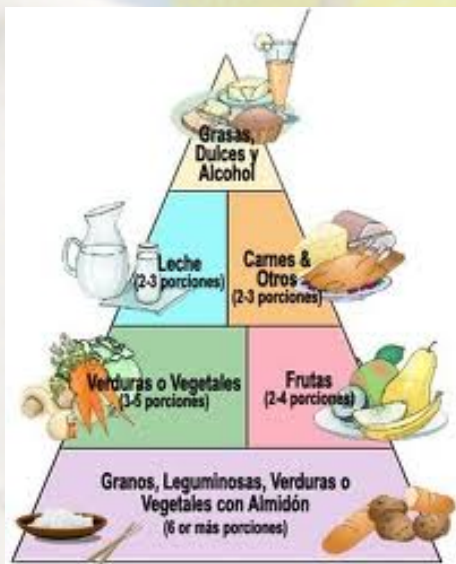 Grasas,
Dulces y
Alcohol
Leche
(2-3 porciones)
Carnes &
Otros
(2-3 porciones)
Verduras o Vegetales
(3-5 porciones)
Frutas
(2-4 porciones)
Granos, Leguminosas, Verduras o
Vegetales con Almidón
(6 or más porciones)